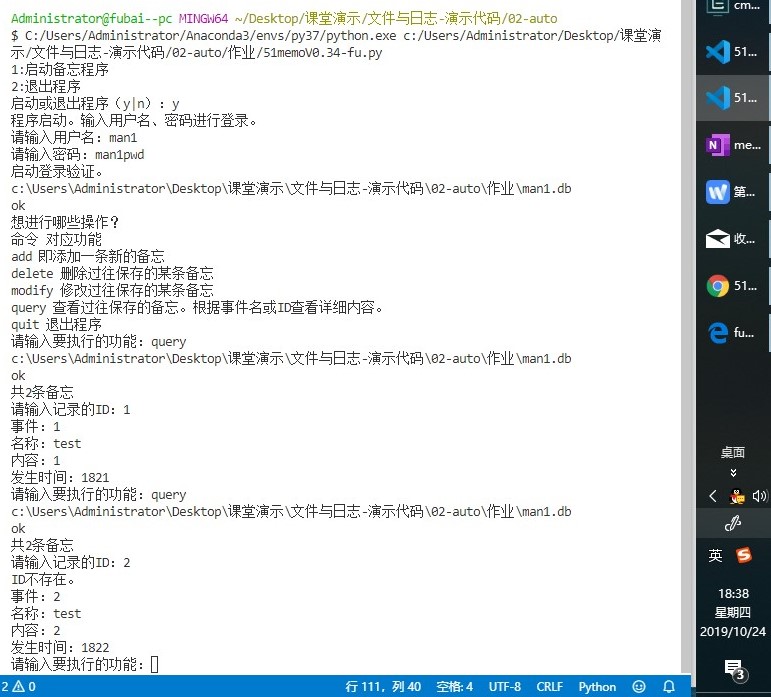 Administrator@fubai--pc MINGW64 ~/Desktop/课堂演示/文件与日志-演示代码/02-auto
$ C:/Users/Administrator/Anaconda3/envs/py37/python.exe c:/Users/Administrator/Desktop/课堂演
示/文件与日志-演示代码/02-auto/作业/51memoV0.34-fu.py
1:启动备忘程序
2:退出程序
启动或退出程序（y|n）: y
程序启动。输入用户名、密码进行登录。
请输入用户名: man1
请输入密码: man1pwd
启动登录验证。
c:\Users\Administrator\Desktop\课堂演示\文件与日志-演示代码\02-auto\作业\man1.db
ok
想进行哪些操作？
命令 对应功能
add 即添加一条新的备忘
delete 删除过往保存的某条备忘
modify 修改过往保存的某条备忘
query 查看过往保存的备忘。根据事件名或ID查看详细内容。
quit 退出程序
请输入要执行的功能: query
c:\Users\Administrator\Desktop\课堂演示\文件与日志-演示代码\02-auto\作业\man1.db
ok
共2条备忘
请输入记录的ID: 1
事件: 1
名称: test
内容: 1
发生时间: 1821
请输入要执行的功能: query
c:\Users\Administrator\Desktop\课堂演示\文件与日志-演示代码\02-auto\作业\man1.db
ok
共2条备忘
请输入记录的ID: 2
ID不存在。
事件: 2
名称: test
内容: 2
发生时间: 1822
请输入要执行的功能:
2 0 行 111，列 40 空格: 4 UTF-8 CRLF Python
cm...
51...
51...
N me...
W 第...
收...
51...
fu...
桌面
英
18:38
星期四
2019/10/24
3